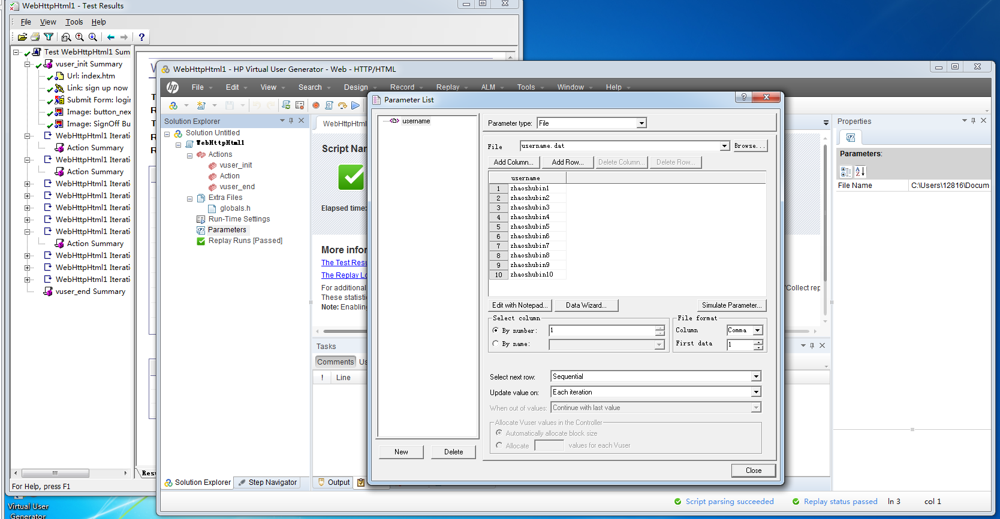 WebHttpHtml1 - Test Results
File View Tools Help
Test WebHttpHtml1 Sum
vuser_init Summary
Url: index.htm
Link: sign up now
Submit Form: login
Image: button_nex
Image: SignOff Bu
WebHttpHtml1 Iterati
Action Summary
WebHttpHtml1 Iterati
Action Summary
WebHttpHtml1 Iterati
WebHttpHtml1 Iterati
WebHttpHtml1 Iterati
WebHttpHtml1 Iterati
WebHttpHtml1 Iterati
Action Summary
WebHttpHtml1 Iterati
WebHttpHtml1 Iterati
WebHttpHtml1 Iterati
vuser_end Summary
For Help, press F1
Virtual User
Generator
WebHttpHtml1 - HP Virtual User Generator - Web - HTTP/HTML
hp File Edit View Search Design Record Replay ALM Tools Window Help
Solution Explorer
Solution Untitled
WebHttpHtml1
Actions
vuser_init
Action
vuser_end
Extra Files
globals.h
Run-Time Settings
Parameters
Replay Runs [Passed]
Solution Explorer Step Navigator
WebHttpHtml
Script Nar
Elapsed time:
More infor
The Test Resu
The Replay Lo
For additional
These statisti
Note: Enabling
'Collect rep
Tasks
Comments Us
! Line
Output
Parameter List
username
New Delete
Parameter type: File
File username.dat Browse...
Add Column... Add Row... Delete Column... Delete Row...
username
1 zhaoshubin1
2 zhaoshubin2
3 zhaoshubin3
4 zhaoshubin4
5 zhaoshubin5
6 zhaoshubin6
7 zhaoshubin7
8 zhaoshubin8
9 zhaoshubin9
10 zhaoshubin10
Edit with Notepad... Data Wizard... Simulate Parameter...
Select column
By number: 1
By name:
File format
Column Comma
First data 1
Select next row: Sequential
Update value on: Each iteration
When out of values: Continue with last value
Allocate Vuser values in the Controller
Automatically allocate block size
Allocate values for each Vuser
Close
Properties
Parameters:
File Name C:\Users\12816\Docum
Script parsing succeeded Replay status passed ln 3 col 1